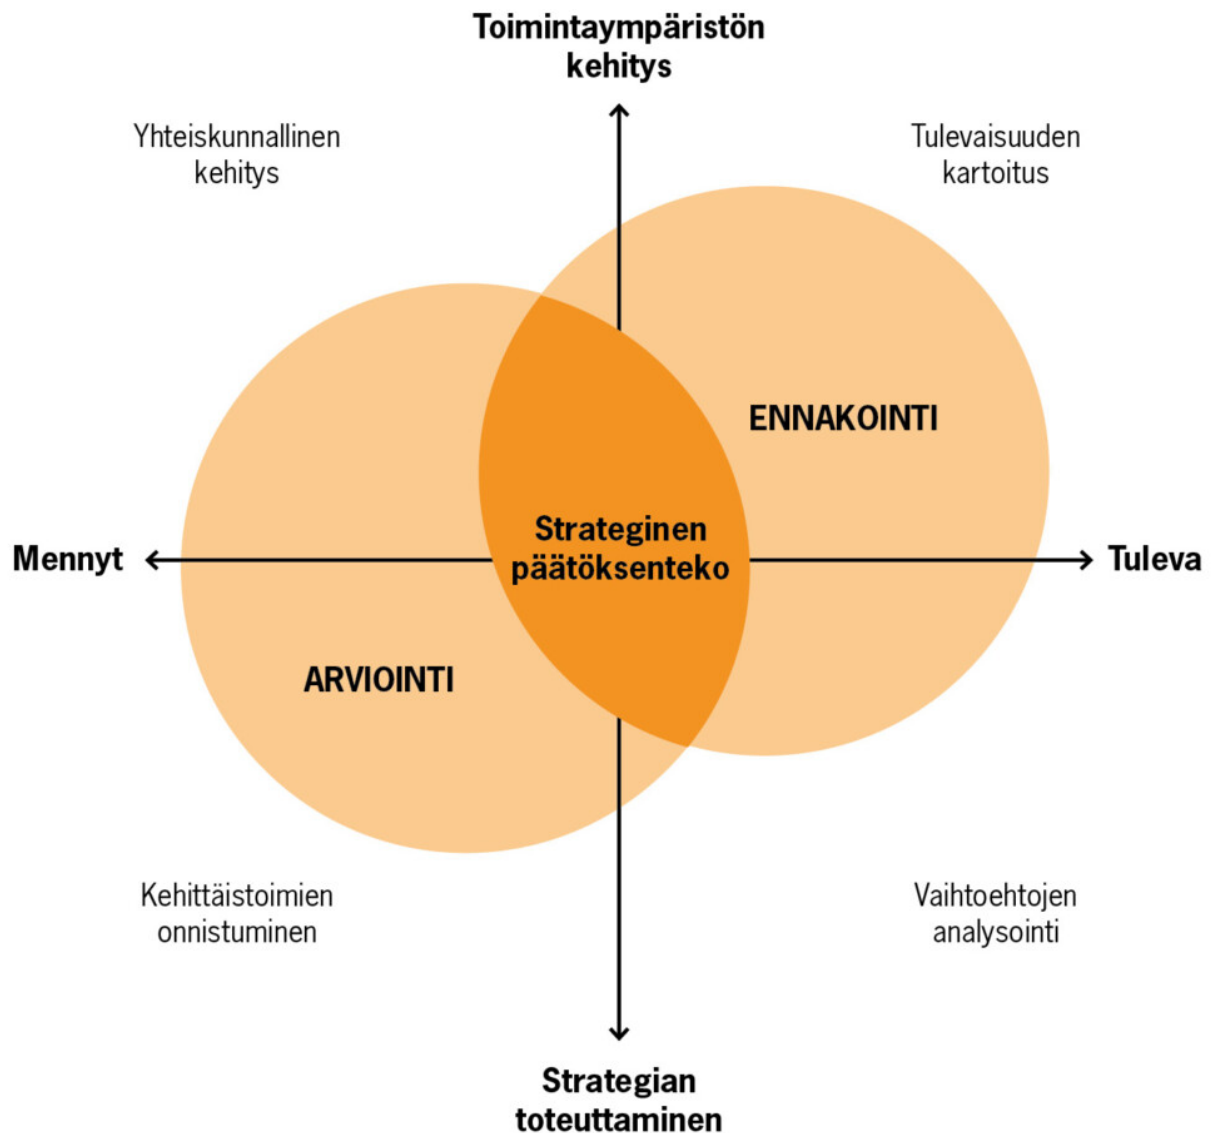 Toimintaympäristön
kehitys
Yhteiskunnallinen
kehitys
Tulevaisuuden
kartoitus
ENNAKOINTI
Strateginen
päätöksenteko
Mennyt
Tuleva
ARVIOINTI
Kehittäistoimien
onnistuminen
Vaihtoehtojen
analysointi
Strategian
toteuttaminen